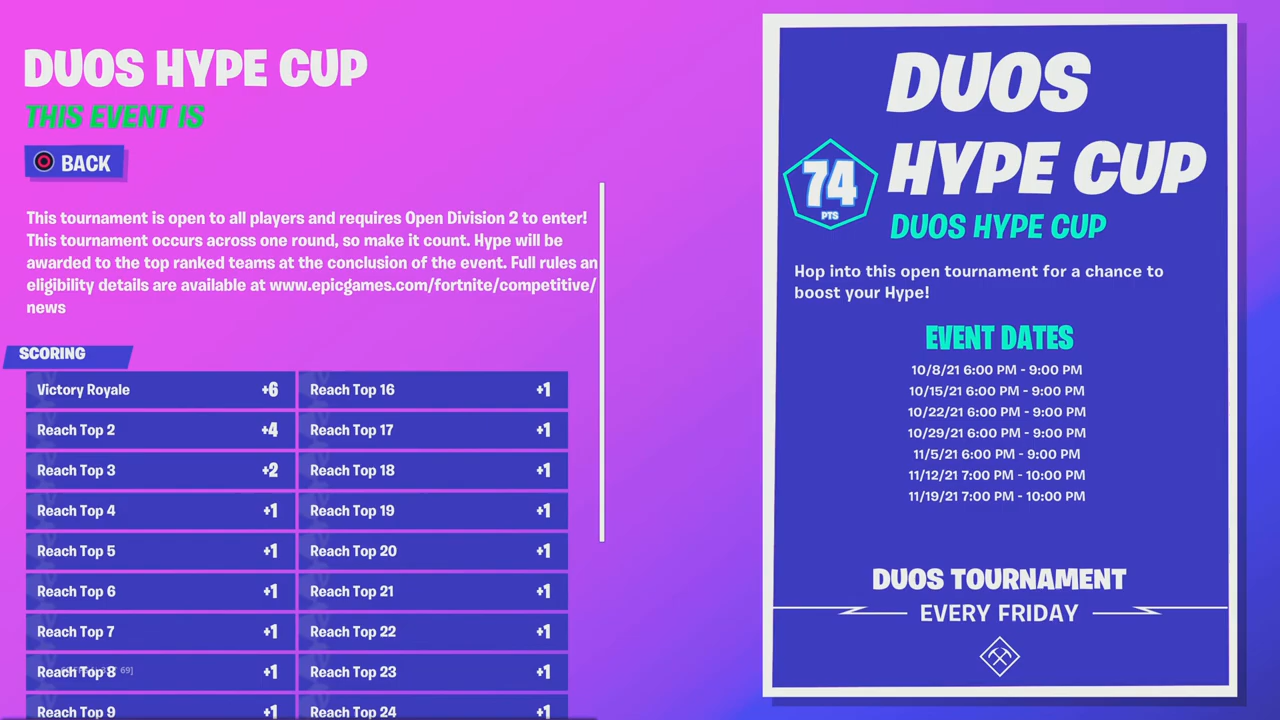 DUOS HYPE CUP
THIS EVENT IS
BACK
This tournament is open to all players and requires Open Division 2 to enter!
This tournament occurs across one round, so make it count. Hype will be
awarded to the top ranked teams at the conclusion of the event. Full rules an
eligibility details are available at www.epicgames.com/fortnite/competitive/
news
SCORING
Victory Royale +6
Reach Top 16 +1
Reach Top 2 +4
Reach Top 17 +1
Reach Top 3 +2
Reach Top 18 +1
Reach Top 4 +1
Reach Top 19 +1
Reach Top 5 +1
Reach Top 20 +1
Reach Top 6 +1
Reach Top 21 +1
Reach Top 7 +1
Reach Top 22 +1
Reach Top 8 +1
Reach Top 23 +1
Reach Top 9 +1
Reach Top 24 +1
DUOS
HYPE CUP
74
PTS
DUOS HYPE CUP
Hop into this open tournament for a chance to
boost your Hype!
EVENT DATES
10/8/21 6:00 PM - 9:00 PM
10/15/21 6:00 PM - 9:00 PM
10/22/21 6:00 PM - 9:00 PM
10/29/21 6:00 PM - 9:00 PM
11/5/21 6:00 PM - 9:00 PM
11/12/21 7:00 PM - 10:00 PM
11/19/21 7:00 PM - 10:00 PM
DUOS TOURNAMENT
EVERY FRIDAY